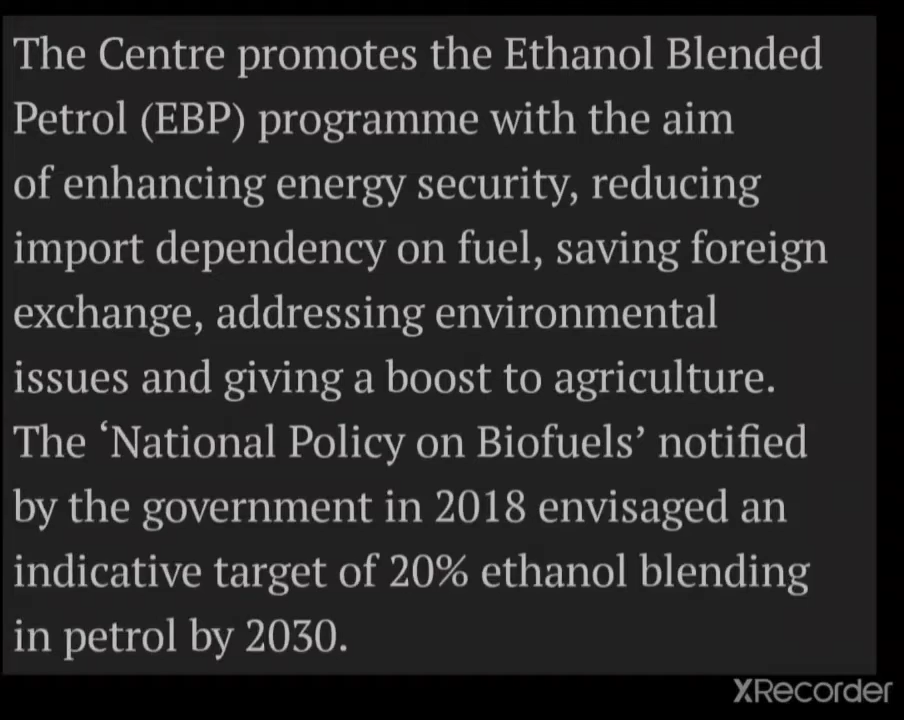 The Centre promotes the Ethanol Blended
Petrol (EBP) programme with the aim
of enhancing energy security, reducing
import dependency on fuel, saving foreign
exchange, addressing environmental
issues and giving a boost to agriculture.
The ‘National Policy on Biofuels’ notified
by the government in 2018 envisaged an
indicative target of 20% ethanol blending
in petrol by 2030.
XRecorder